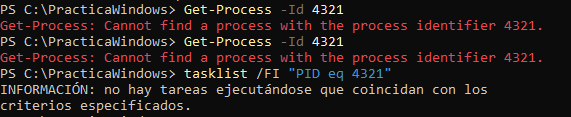 PS C:\PracticaWindows> Get-Process -Id 4321
Get-Process: Cannot find a process with the process identifier 4321.
PS C:\PracticaWindows> Get-Process -Id 4321
Get-Process: Cannot find a process with the process identifier 4321.
PS C:\PracticaWindows> tasklist /FI "PID eq 4321"
INFORMACIÓN: no hay tareas ejecutándose que coincidan con los
criterios especificados.